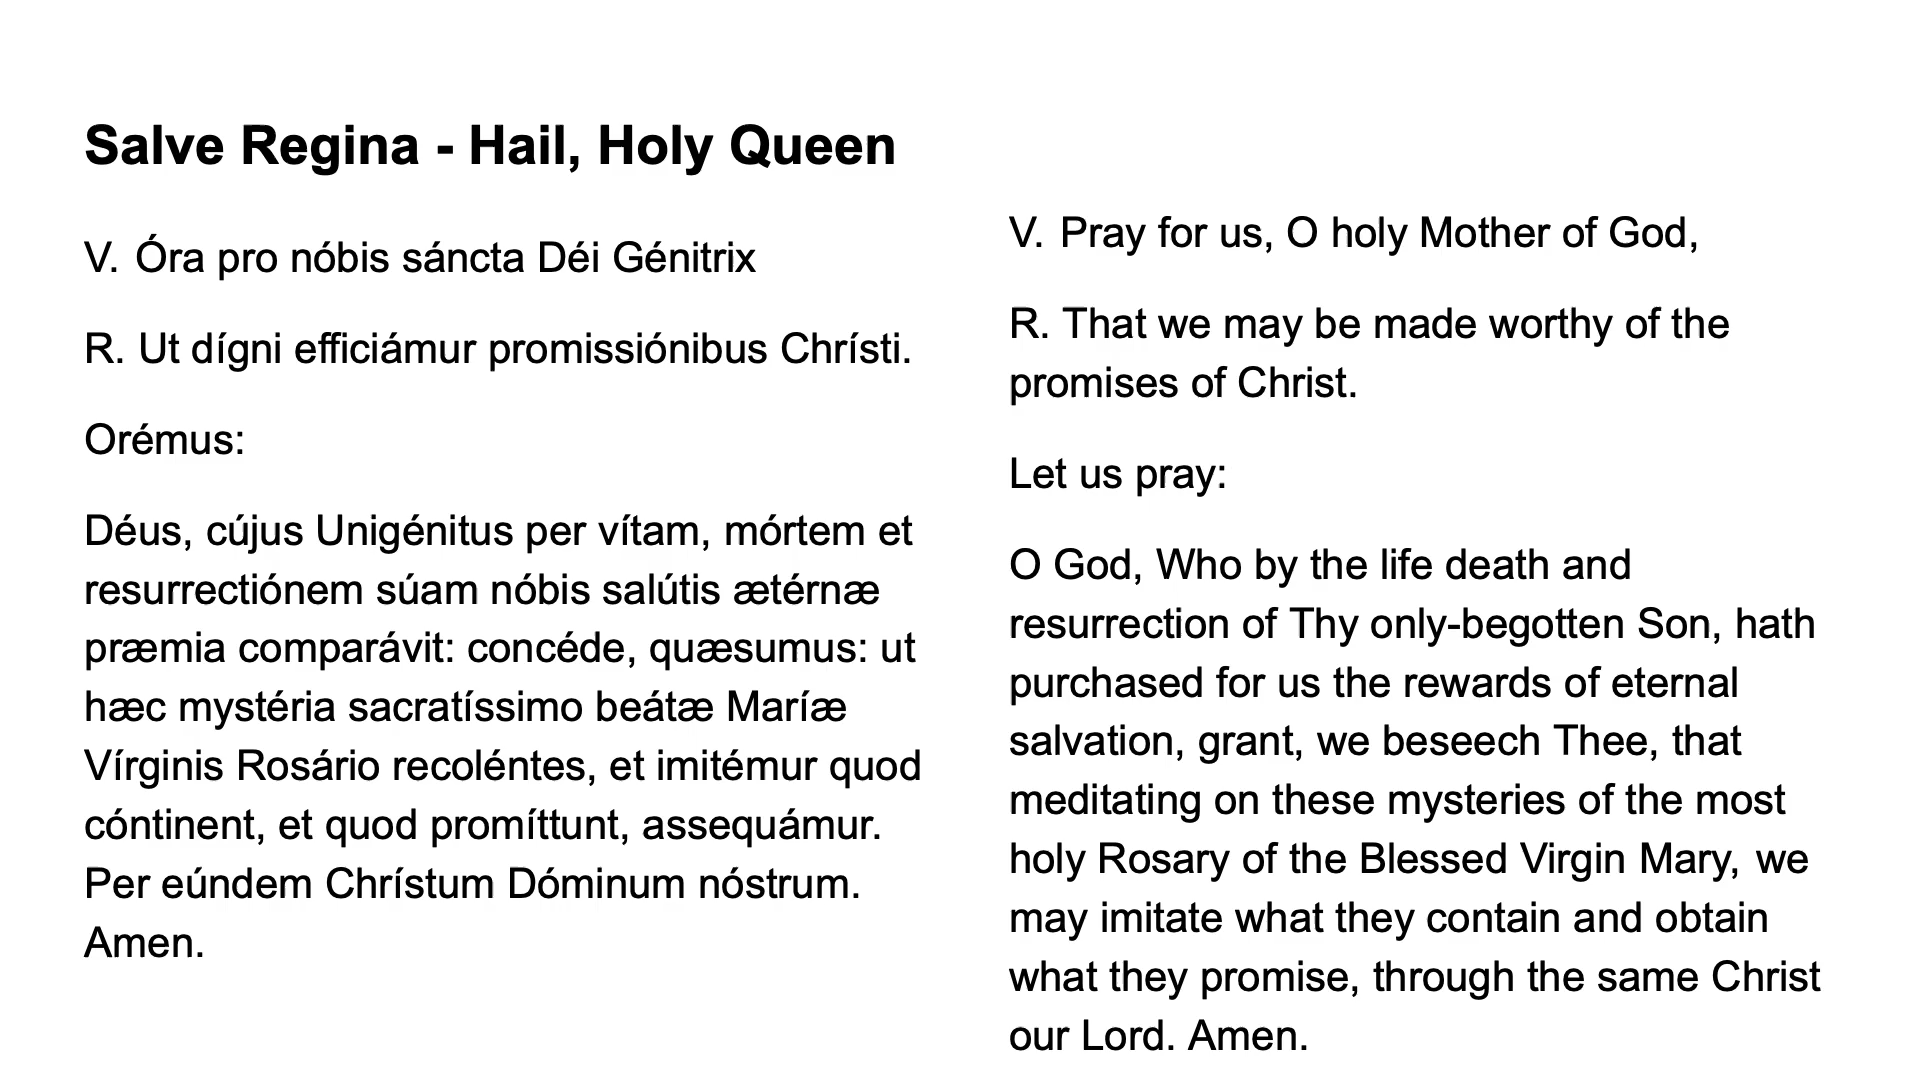 Salve Regina - Hail, Holy Queen
V. Óra pro nóbis sáncta Déi Génitrix
R. Ut dígni efficiámur promissiónibus Chrísti.
Orémus:
Déus, cújus Unigénitus per vítam, mórtem et
resurrectiónem súam nóbis salútis ætérnæ
præmia comparávit: concéde, quæsumus: ut
hæc mystéria sacratíssimo beátæ Maríæ
Vírginis Rosário recoléntes, et imitémur quod
cóntinent, et quod promíttunt, assequámur.
Per eúndem Chrístum Dóminum nóstrum.
Amen.
V. Pray for us, O holy Mother of God,
R. That we may be made worthy of the
promises of Christ.
Let us pray:
O God, Who by the life death and
resurrection of Thy only-begotten Son, hath
purchased for us the rewards of eternal
salvation, grant, we beseech Thee, that
meditating on these mysteries of the most
holy Rosary of the Blessed Virgin Mary, we
may imitate what they contain and obtain
what they promise, through the same Christ
our Lord. Amen.